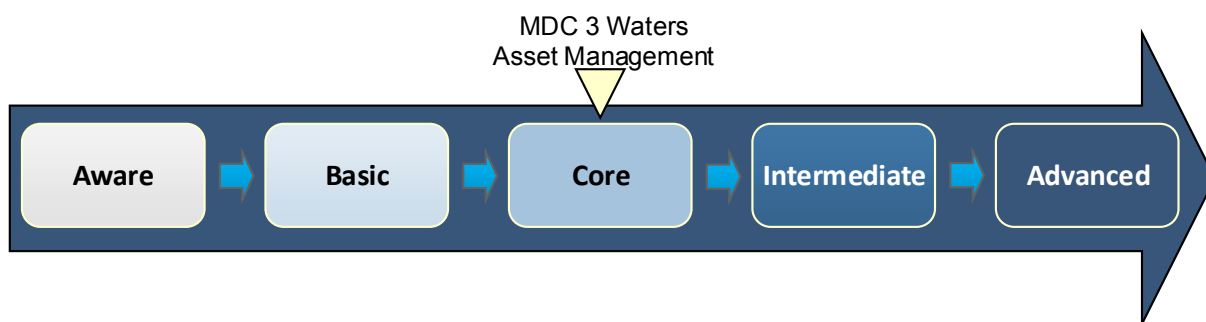 MDC 3 Waters
Asset Management
Aware
Basic
Core
Intermediate
Advanced